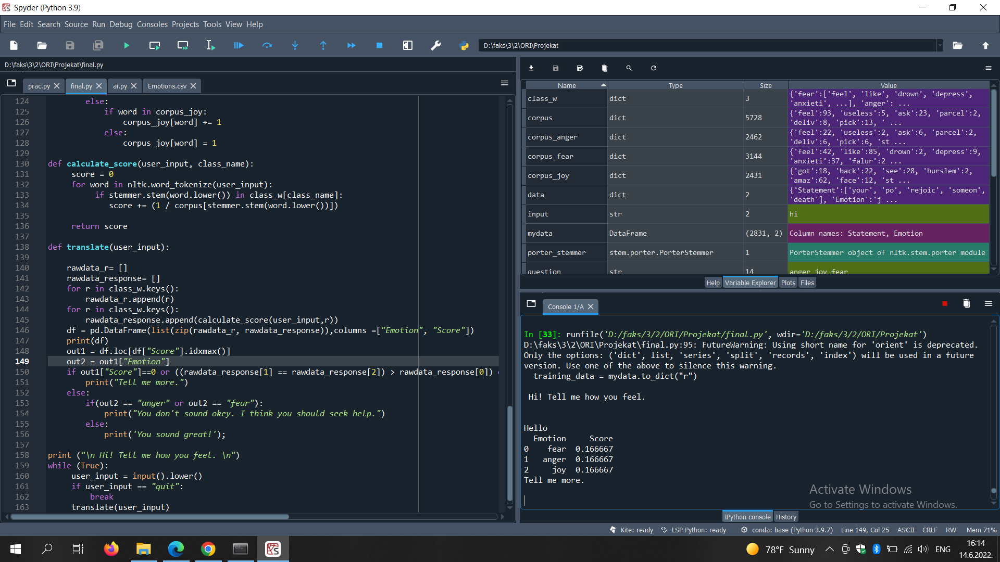 Spyder (Python 3.9)
File Edit Search Source Run Debug Consoles Projects Tools View Help
D:\faks\3\2\ORI\Projekat
D:\faks\3\2\ORI\Projekat\final.py
prac.py final.py ai.py Emotions.csv
124 else:
125 if word in corpus_joy:
126 corpus_joy[word] += 1
127 else:
128 corpus_joy[word] = 1
129
130 def calculate_score(user_input, class_name):
131 score = 0
132 for word in nltk.word_tokenize(user_input):
133 if stemmer.stem(word.lower()) in class_w[class_name]:
134 score += (1 / corpus[stemmer.stem(word.lower())])
135
136 return score
137
138 def translate(user_input):
139
140 rawdata_r= []
141 rawdata_response= []
142 for r in class_w.keys():
143 rawdata_r.append(r)
144 for r in class_w.keys():
145 rawdata_response.append(calculate_score(user_input,r))
146 df = pd.DataFrame(list(zip(rawdata_r, rawdata_response)),columns =["Emotion", "Score"])
147 print(df)
148 out1 = df.loc[df["Score"].idxmax()]
149 out2 = out1["Emotion"]
150 if out1["Score"]==0 or ((rawdata_response[1] == rawdata_response[2]) > rawdata_response[0])
151 print("Tell me more.")
152 else:
153 if(out2 == "anger" or out2 == "fear"):
154 print("You don't sound okey. I think you should seek help.")
155 else:
156 print('You sound great!');
157
158 print ("\n Hi! Tell me how you feel. \n")
159 while (True):
160 user_input = input().lower()
161 if user_input == "quit":
162 break
163 translate(user_input)
Name Type Size Value
class_w dict 3 {'fear':['feel', 'like', 'drown', 'depress',
'anxieti', ...], 'anger': ...
corpus dict 5728 {'feel':93, 'useless':5, 'ask':23, 'parcel':2,
'deliv':8, 'pick':13, ' ...
corpus_anger dict 2462 {'feel':22, 'useless':2, 'ask':6, 'parcel':2,
'deliv':6, 'pick':6, 'st ...
corpus_fear dict 3144 {'feel':42, 'like':85, 'drown':2, 'depress':9,
'anxieti':37, 'falur':2 ...
corpus_joy dict 2431 {'got':18, 'back':22, 'see':28, 'burslem':2,
'amaz':62, 'face':12, 'st ...
data dict 2 {'Statement':['your', 'po', 'rejoic', 'someon',
'death'], 'Emotion':'j ...
input str 2 hi
mydata DataFrame (2831, 2) Column names: Statement, Emotion
porter_stemmer stem.porter.PorterStemmer 1 PorterStemmer object of nltk.stem.porter module
question str 14 anger joy fear
Help Variable Explorer Plots Files
Console 1/A
In [33]: runfile('D:/faks/3/2/ORI/Projekat/final.py', wdir='D:/faks/3/2/ORI/Projekat')
D:\faks\3\2\ORI\Projekat\final.py:95: FutureWarning: Using short name for 'orient' is deprecated.
Only the options: ('dict', list, 'series', 'split', 'records', 'index') will be used in a future
version. Use one of the above to silence this warning.
training_data = mydata.to_dict("r")
Hi! Tell me how you feel.
Hello
Emotion Score
0 fear 0.166667
1 anger 0.166667
2 joy 0.166667
Tell me more.
Activate Windows
Go to Settings to activate Windows.
IPython console History
Kite: ready LSP Python: ready conda: base (Python 3.9.7) Line 149, Col 25 ASCII CRLF RW Mem 71%
78°F Sunny ENG 16:14
14.6.2022.